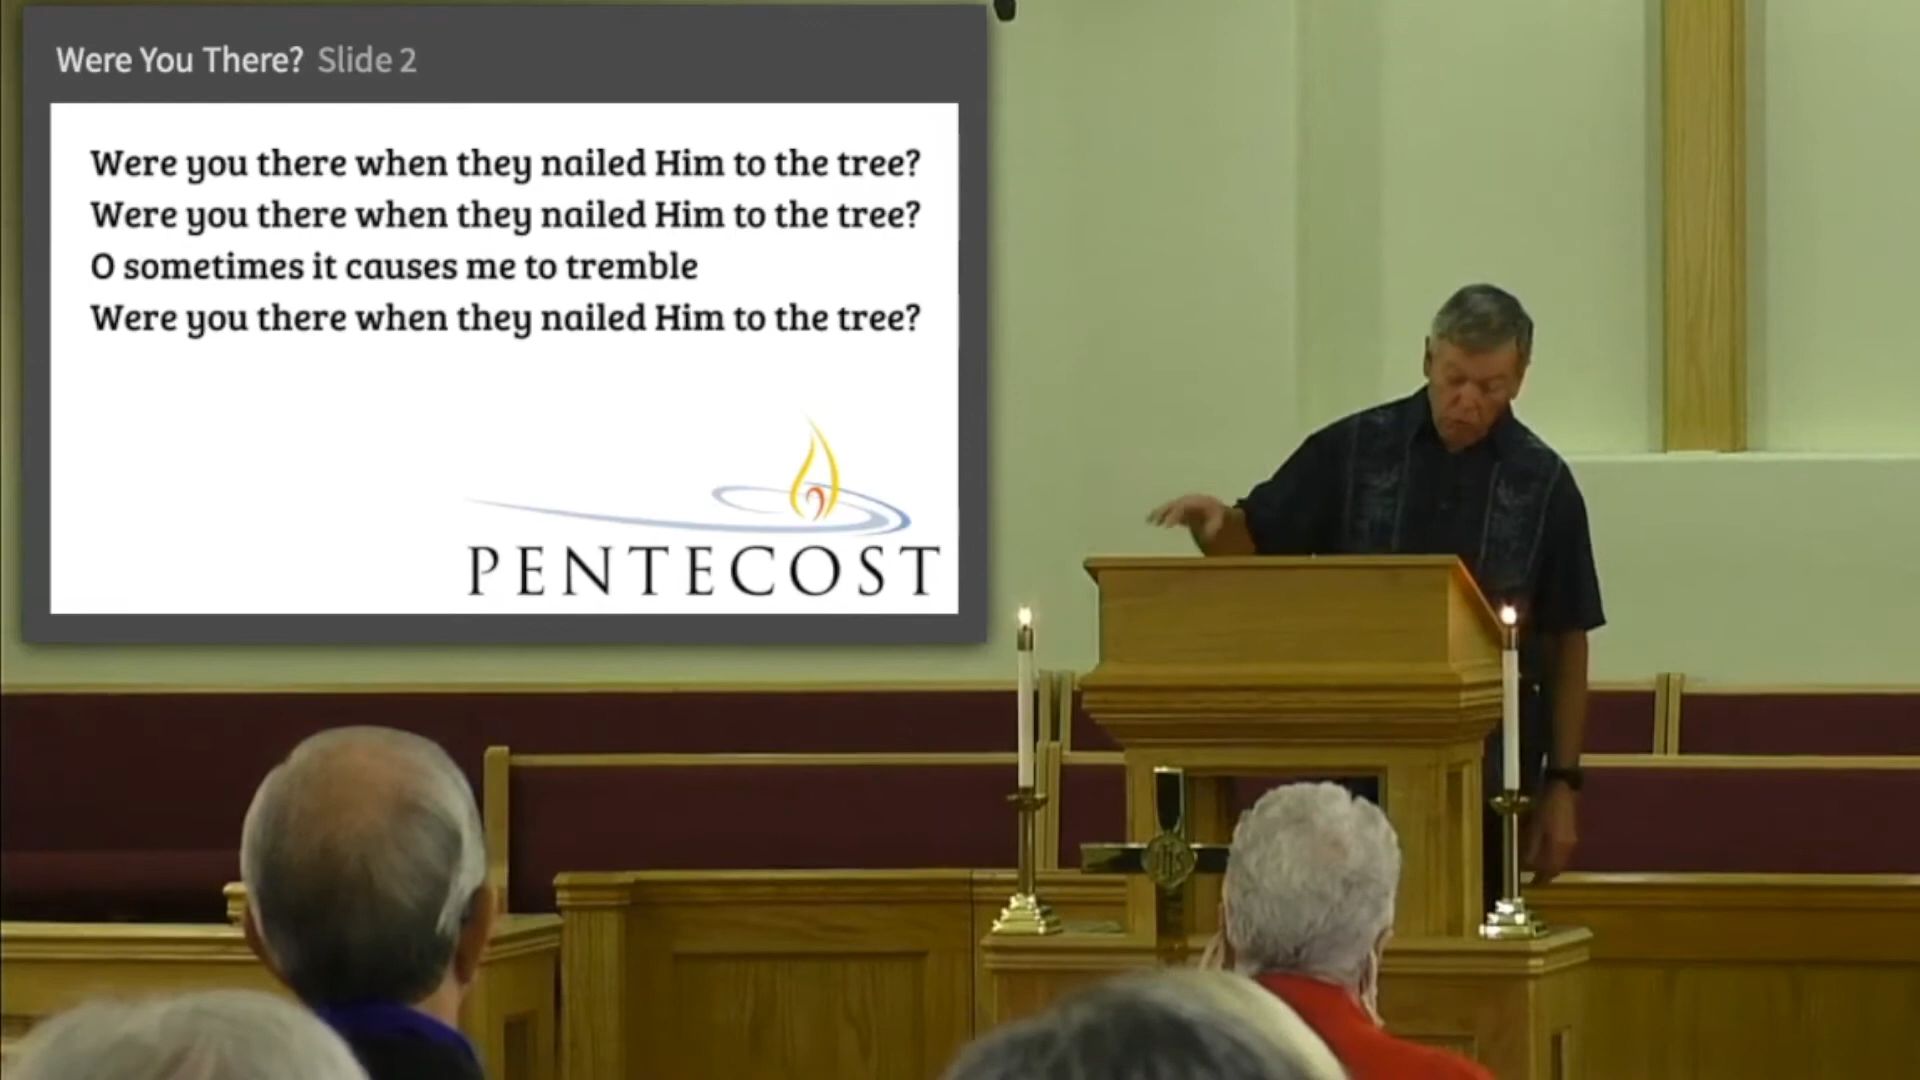 Were You There? Slide 2
Were you there when they nailed Him to the tree?
Were you there when they nailed Him to the tree?
O sometimes it causes me to tremble
Were you there when they nailed Him to the tree?
PENTECOST
IHS